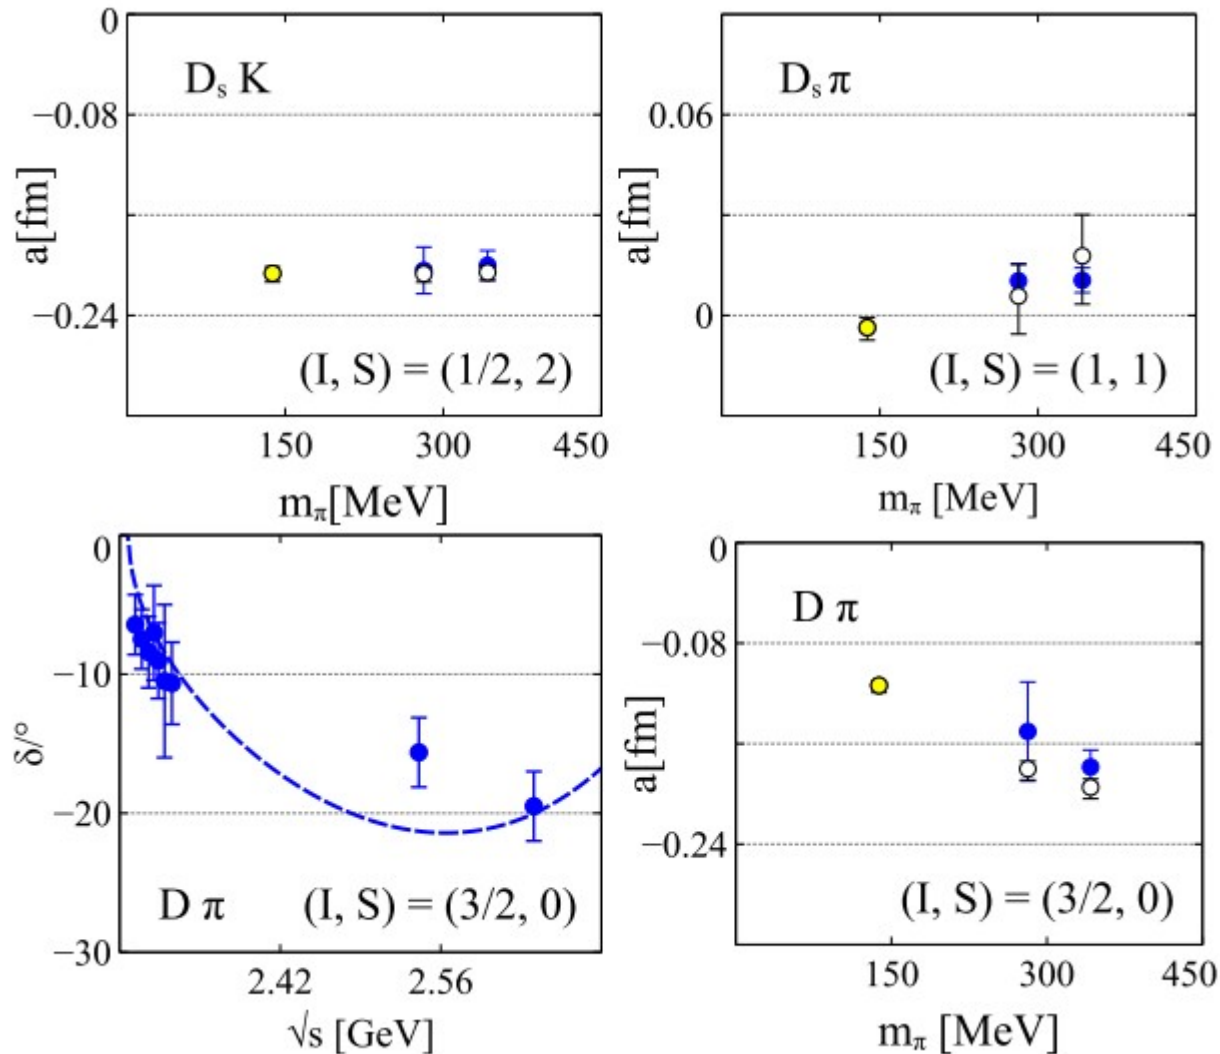 0
−0.08
−0.24
a[fm]
D_s K
(I, S) = (1/2, 2)
150 300 450
m_π[MeV]
0.06
0
a[fm]
D_s π
(I, S) = (1, 1)
150 300 450
m_π [MeV]
0
−10
−20
−30
δ/°
D π (I, S) = (3/2, 0)
2.42 2.56
√s [GeV]
0
−0.08
−0.24
a[fm]
D π
(I, S) = (3/2, 0)
150 300 450
m_π [MeV]